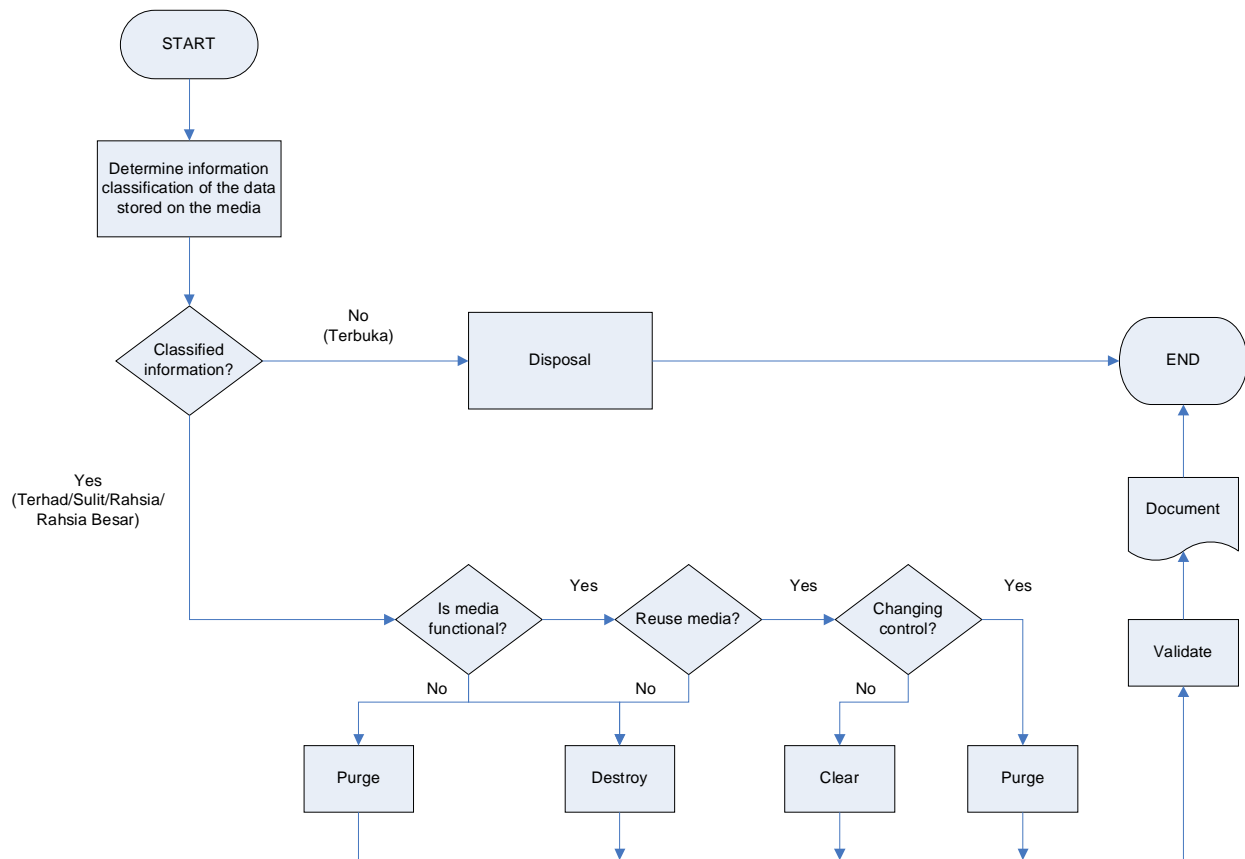 START
Determine information
classification of the data
stored on the media
No
(Terbuka)
Classified
information?
Disposal
END
Yes
(Terhad/Sulit/Rahsia/
Rahsia Besar)
Document
Is media
functional?
Yes
Reuse media?
Yes
Changing
control?
Yes
Validate
No
No
No
Purge
Destroy
Clear
Purge